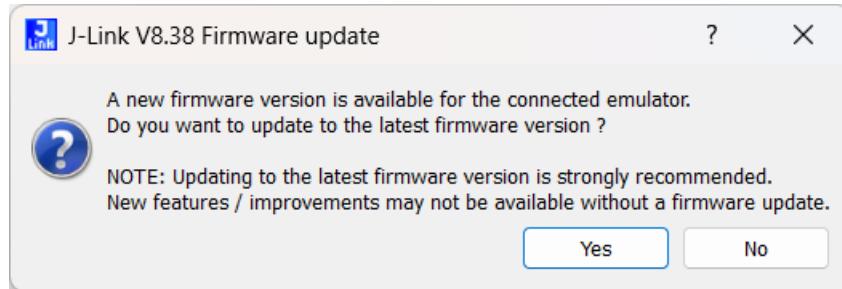 J Link
J-Link V8.38 Firmware update
?
A new firmware version is available for the connected emulator.
Do you want to update to the latest firmware version ?
?
NOTE: Updating to the latest firmware version is strongly recommended.
New features / improvements may not be available without a firmware update.
Yes
No